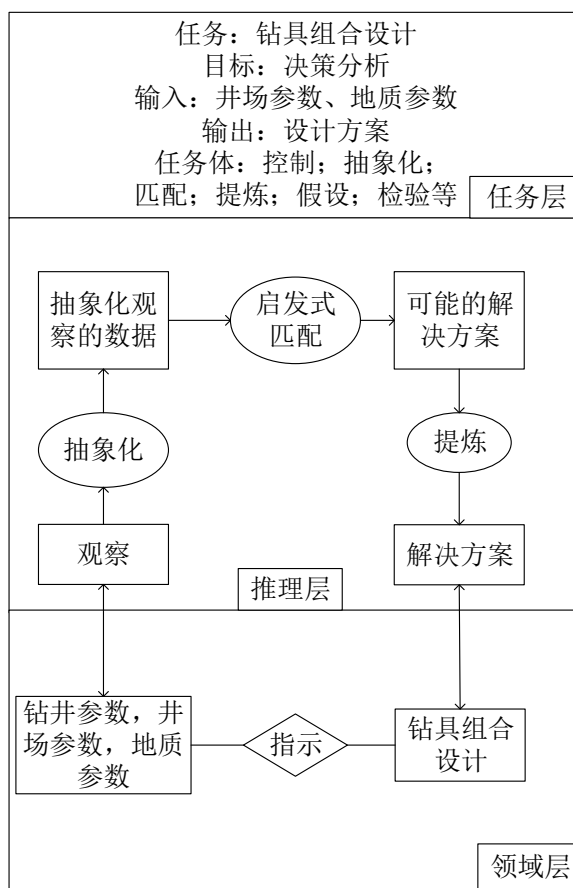 任务：钻具组合设计
目标：决策分析
输入：井场参数、地质参数
输出：设计方案
任务体：控制；抽象化；
匹配；提炼；假设；检验等
任务层
抽象化观
察的数据
启发式
匹配
可能的解
决方案
抽象化
提炼
观察
解决方案
推理层
钻井参数，井
场参数，地质
参数
指示
钻具组合
设计
领域层